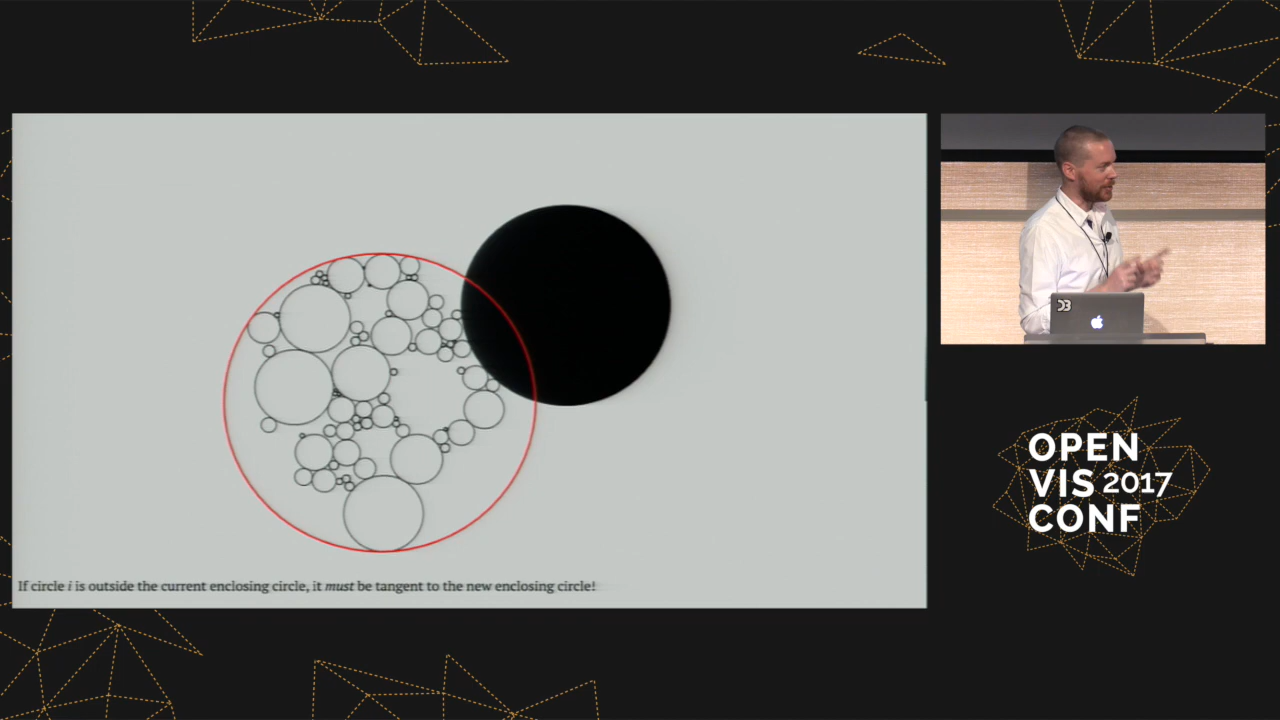 If circle i is outside the current enclosing circle, it must be tangent to the new enclosing circle!
D3
OPEN
VIS 2017
CONF